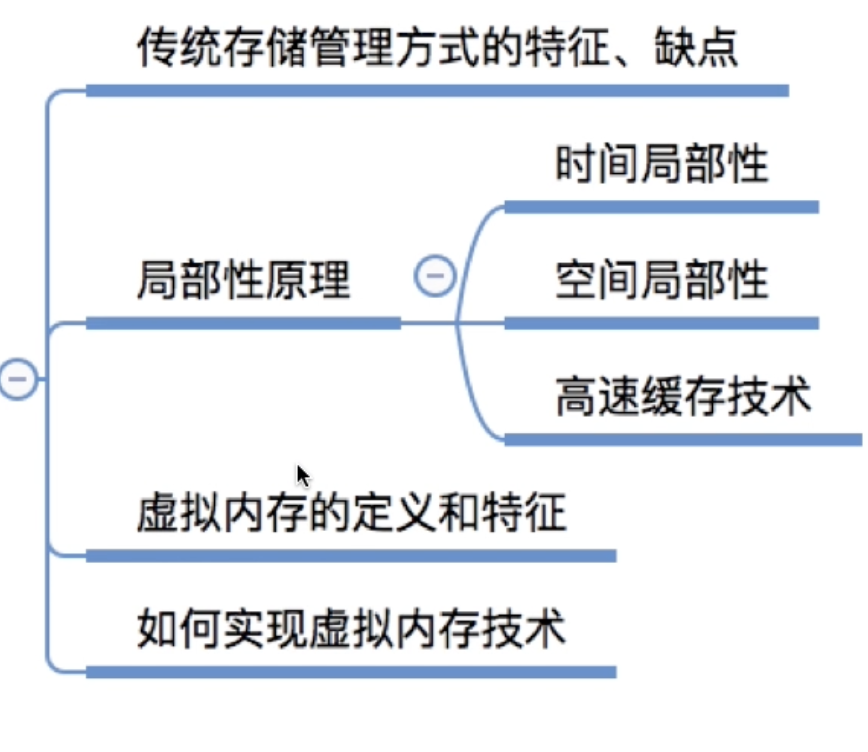 传统存储管理方式的特征、缺点
时间局部性
局部性原理
空间局部性
高速缓存技术
虚拟内存的定义和特征
如何实现虚拟内存技术